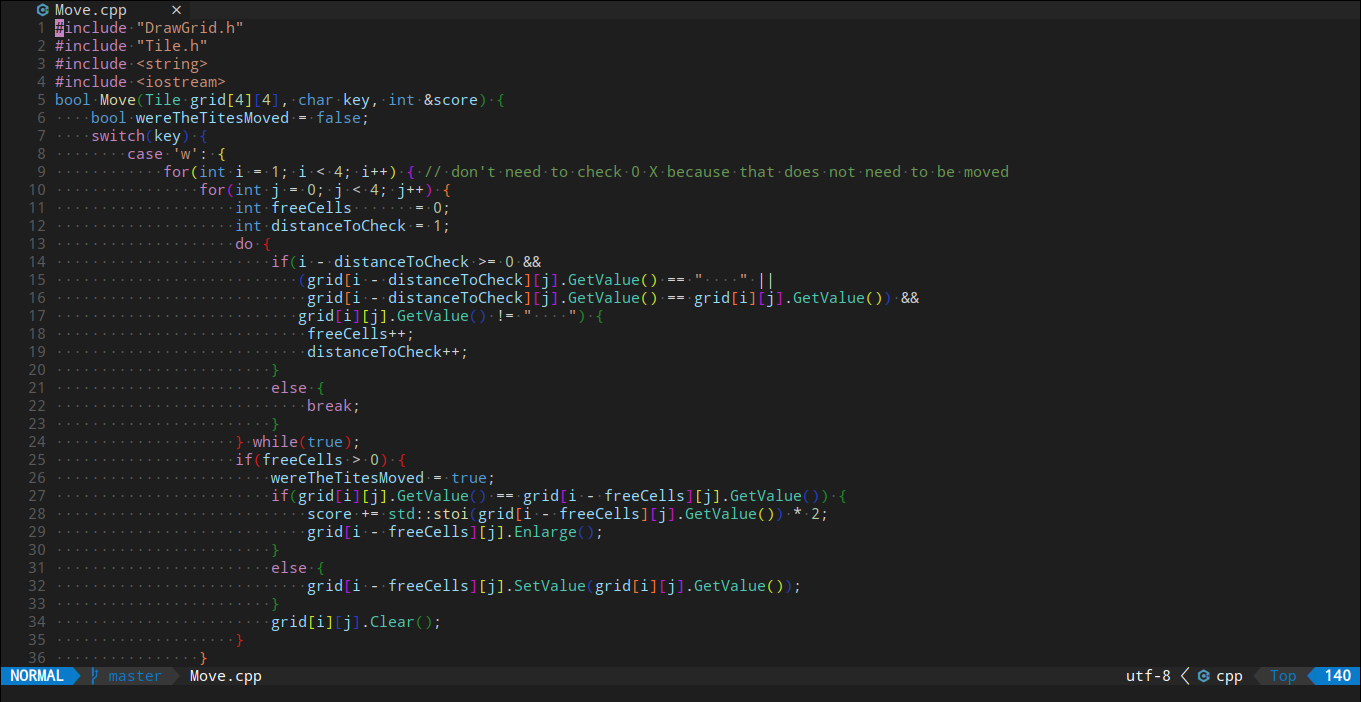 Move.cpp ×
1 #include "DrawGrid.h"
2 #include "Tile.h"
3 #include <string>
4 #include <iostream>
5 bool Move(Tile grid[4][4], char key, int &score) {
6 ····bool wereTheTitesMoved = false;
7 ····switch(key) {
8 ········case 'w': {
9 ············for(int i = 1; i < 4; i++) { // don't need to check 0 X because that does not need to be moved
10 ················for(int j = 0; j < 4; j++) {
11 ····················int freeCells······· = 0;
12 ····················int distanceToCheck = 1;
13 ····················do {
14 ························if(i - distanceToCheck >= 0 &&
15 ···························(grid[i - distanceToCheck][j].GetValue() == "····" ||
16 ····························grid[i - distanceToCheck][j].GetValue() == grid[i][j].GetValue()) &&
17 ···························grid[i][j].GetValue() != "····") {
18 ····························freeCells++;
19 ····························distanceToCheck++;
20 ························}
21 ························else {
22 ····························break;
23 ························}
24 ····················} while(true);
25 ····················if(freeCells > 0) {
26 ························wereTheTitesMoved = true;
27 ························if(grid[i][j].GetValue() == grid[i - freeCells][j].GetValue()) {
28 ····························score += std::stoi(grid[i - freeCells][j].GetValue()) * 2;
29 ····························grid[i - freeCells][j].Enlarge();
30 ························}
31 ························else {
32 ····························grid[i - freeCells][j].SetValue(grid[i][j].GetValue());
33 ························}
34 ························grid[i][j].Clear();
35 ····················}
36 ················}
NORMAL master Move.cpp utf-8 cpp Top 140